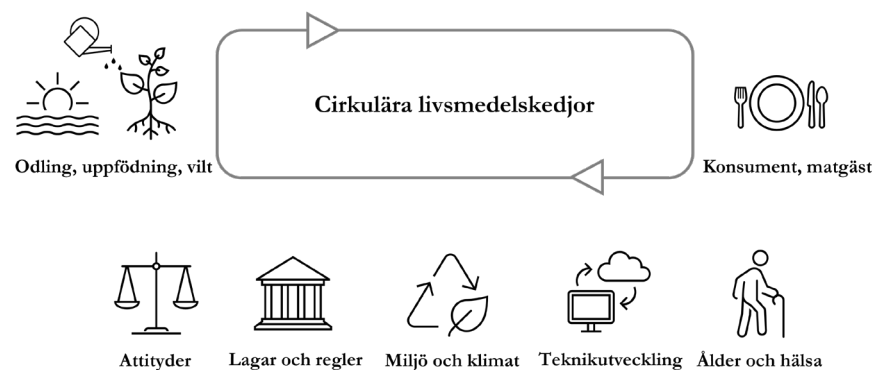 Cirkulära livsmedelskedjor
Odling, uppfödning, vilt
Konsument, matgäst
Attityder
Lagar och regler
Miljö och klimat
Teknikutveckling
Ålder och hälsa